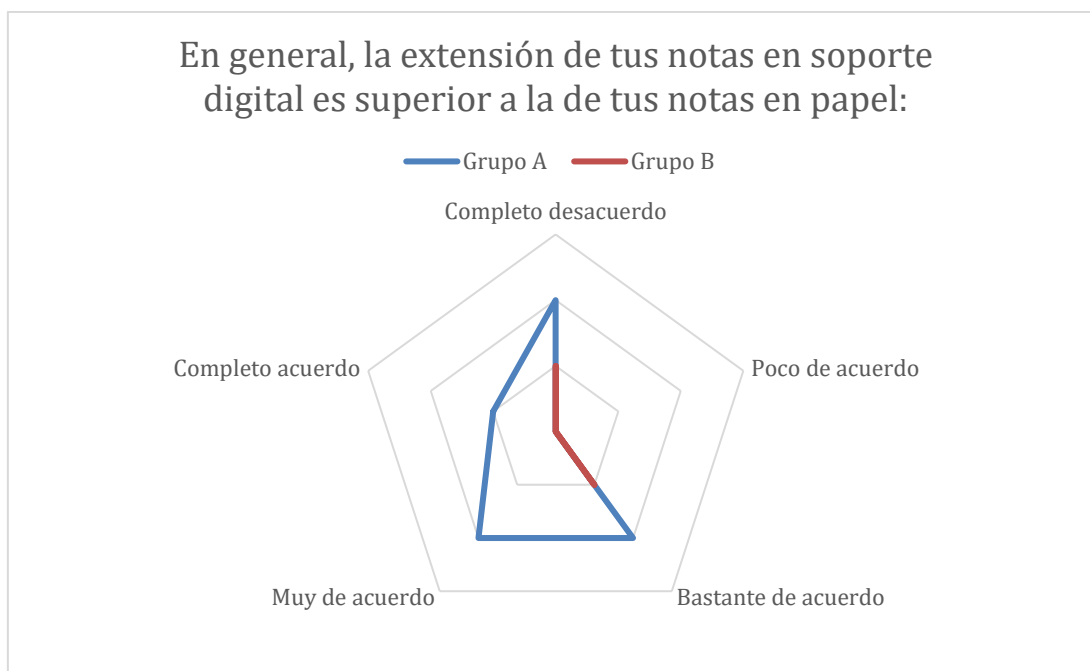 En general, la extensión de tus notas en soporte
digital es superior a la de tus notas en papel:
Grupo A Grupo B
Completo desacuerdo
Completo acuerdo Poco de acuerdo
Muy de acuerdo Bastante de acuerdo